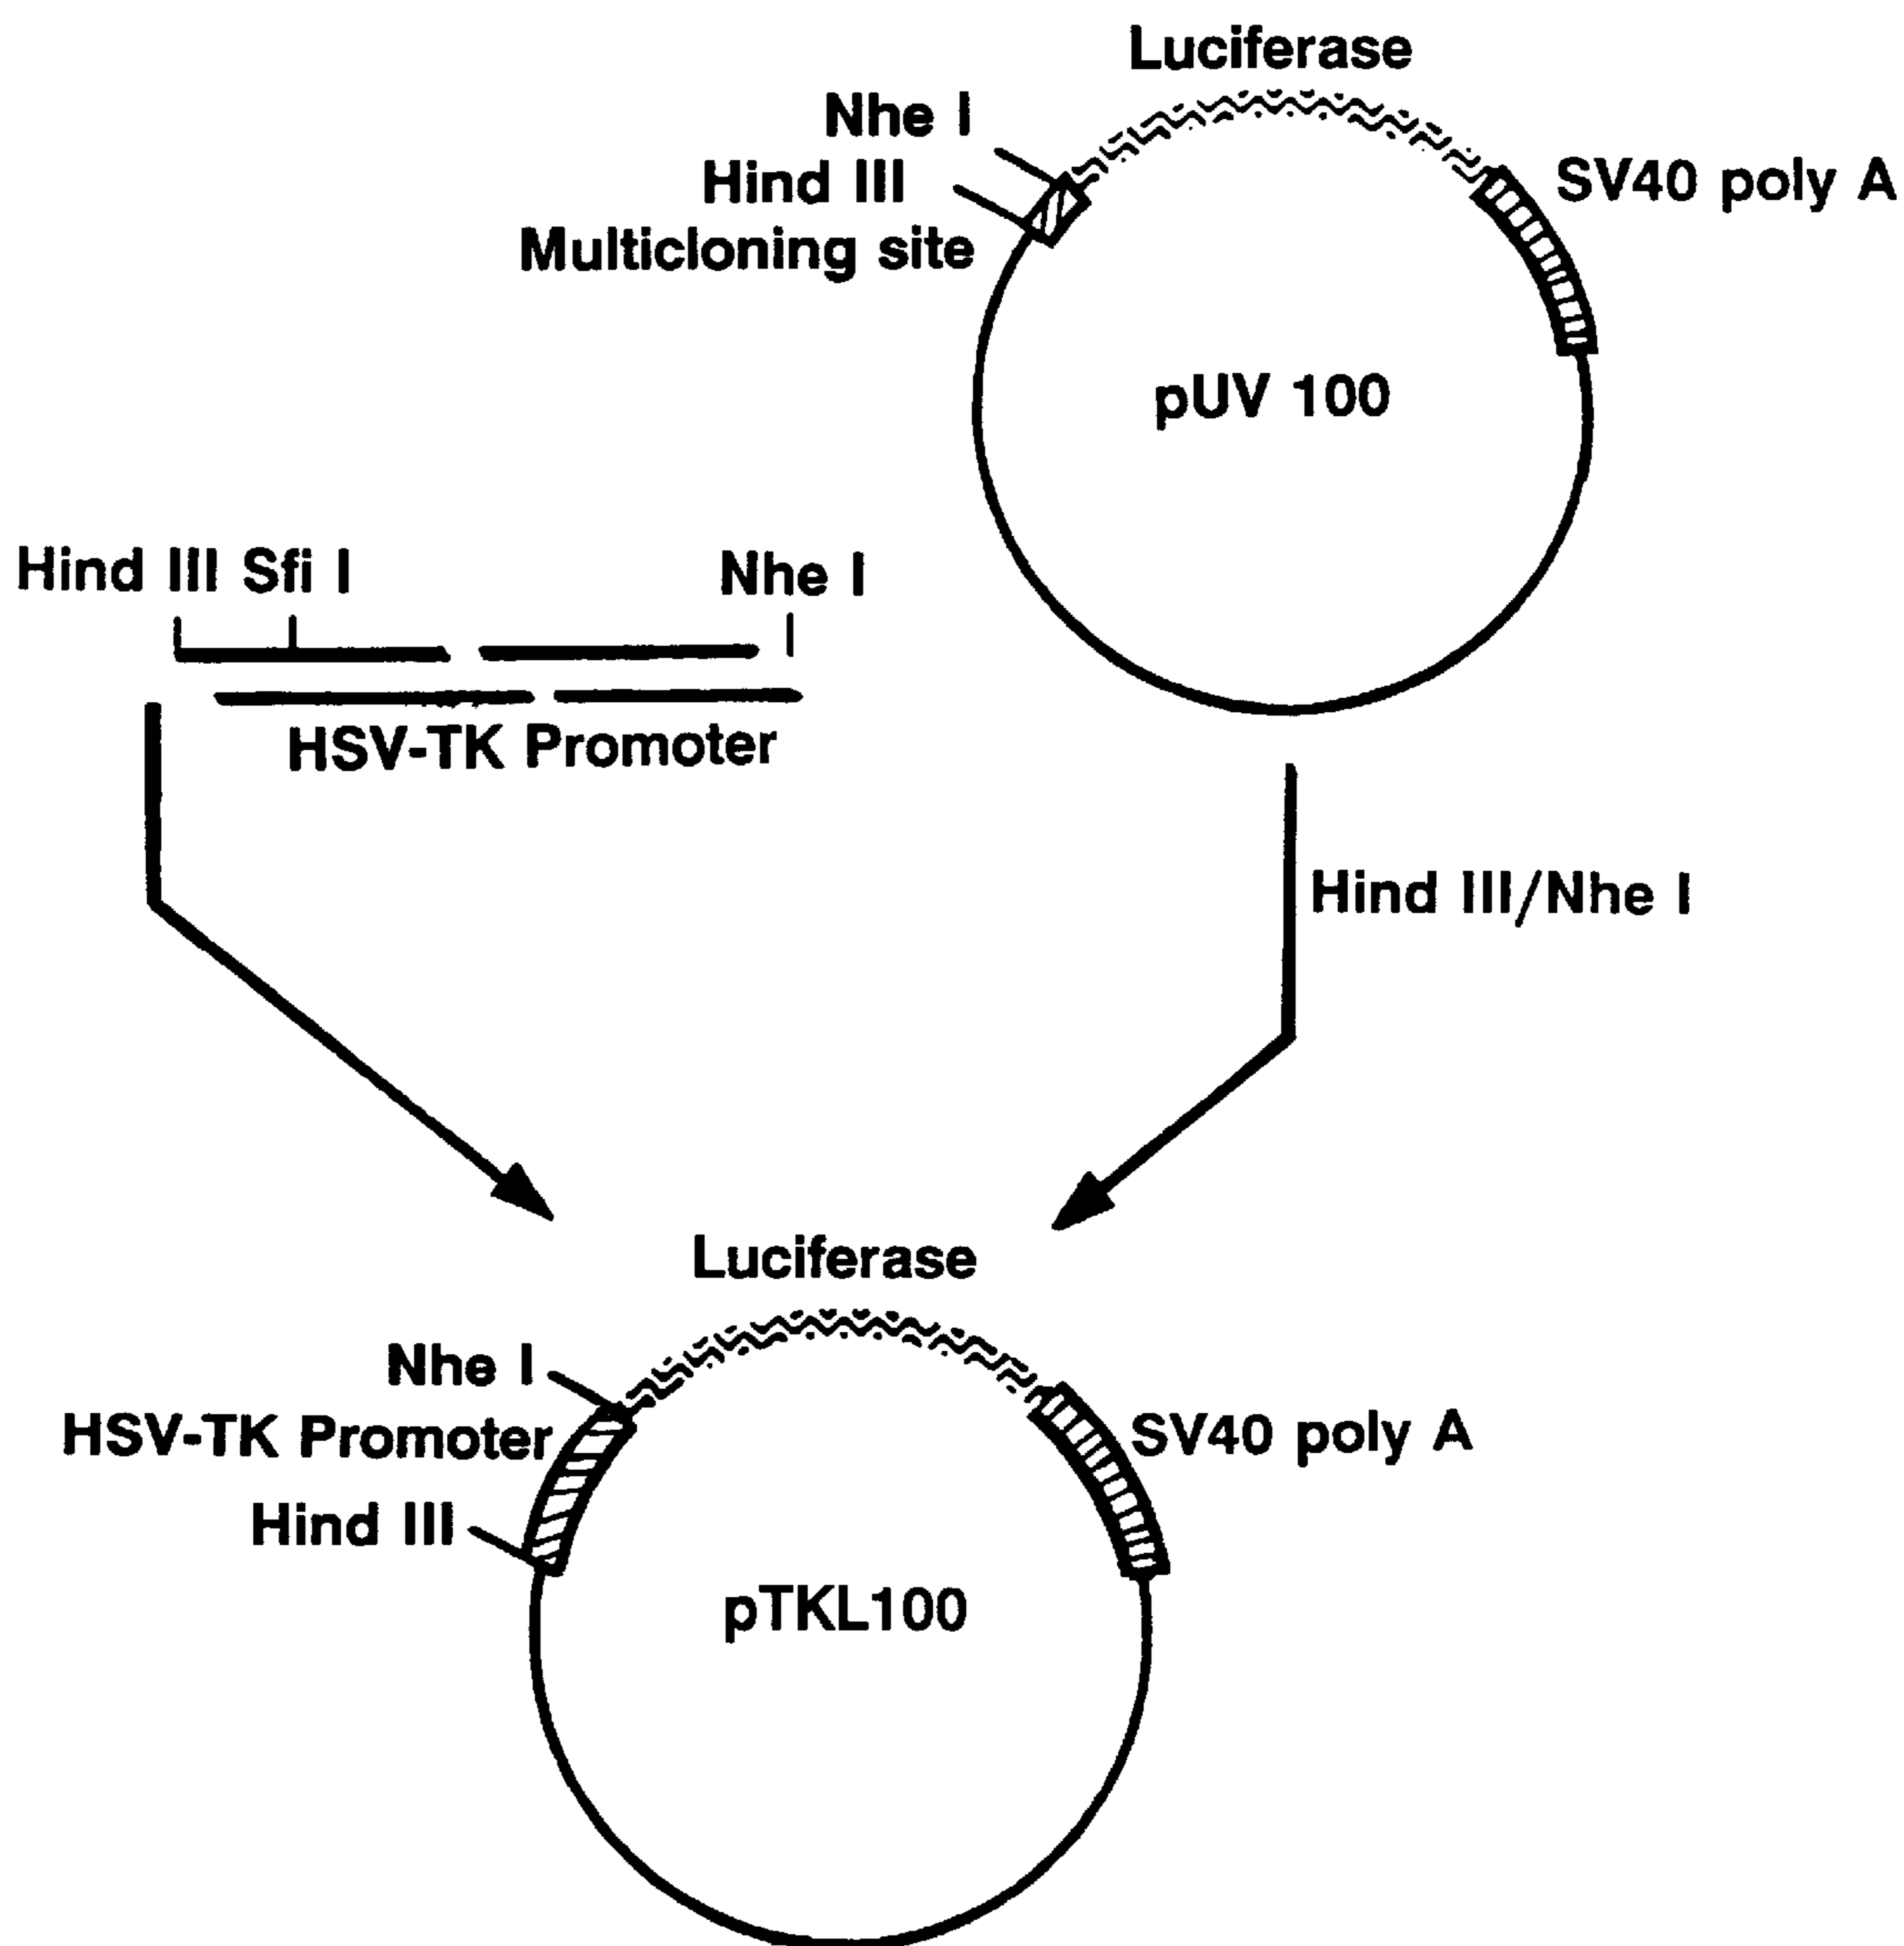 Luciferase
Nhe I
Hind III
SV40 poly A
Multicloning site
pUV 100
Hind III Sfi I
Nhe I
HSV-TK Promoter
Hind III/Nhe I
Luciferase
Nhe I
HSV-TK Promoter
SV40 poly A
Hind III
pTKL100